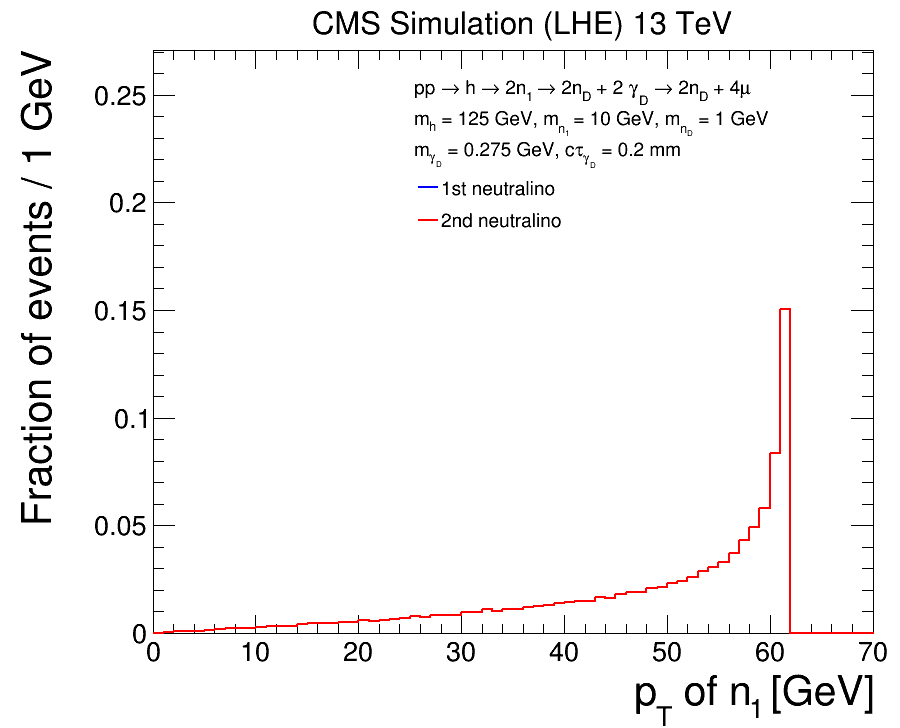 CMS Simulation (LHE) 13 TeV
Fraction of events / 1 GeV
pp → h → 2n₁ → 2n_D + 2 γ_D → 2n_D + 4μ
m_h = 125 GeV, m_n₁ = 10 GeV, m_n_D = 1 GeV
m_γ_D = 0.275 GeV, cτ_γ_D = 0.2 mm
1st neutralino
2nd neutralino
0.25
0.2
0.15
0.1
0.05
0
0 10 20 30 40 50 60 70
p_T of n₁ [GeV]